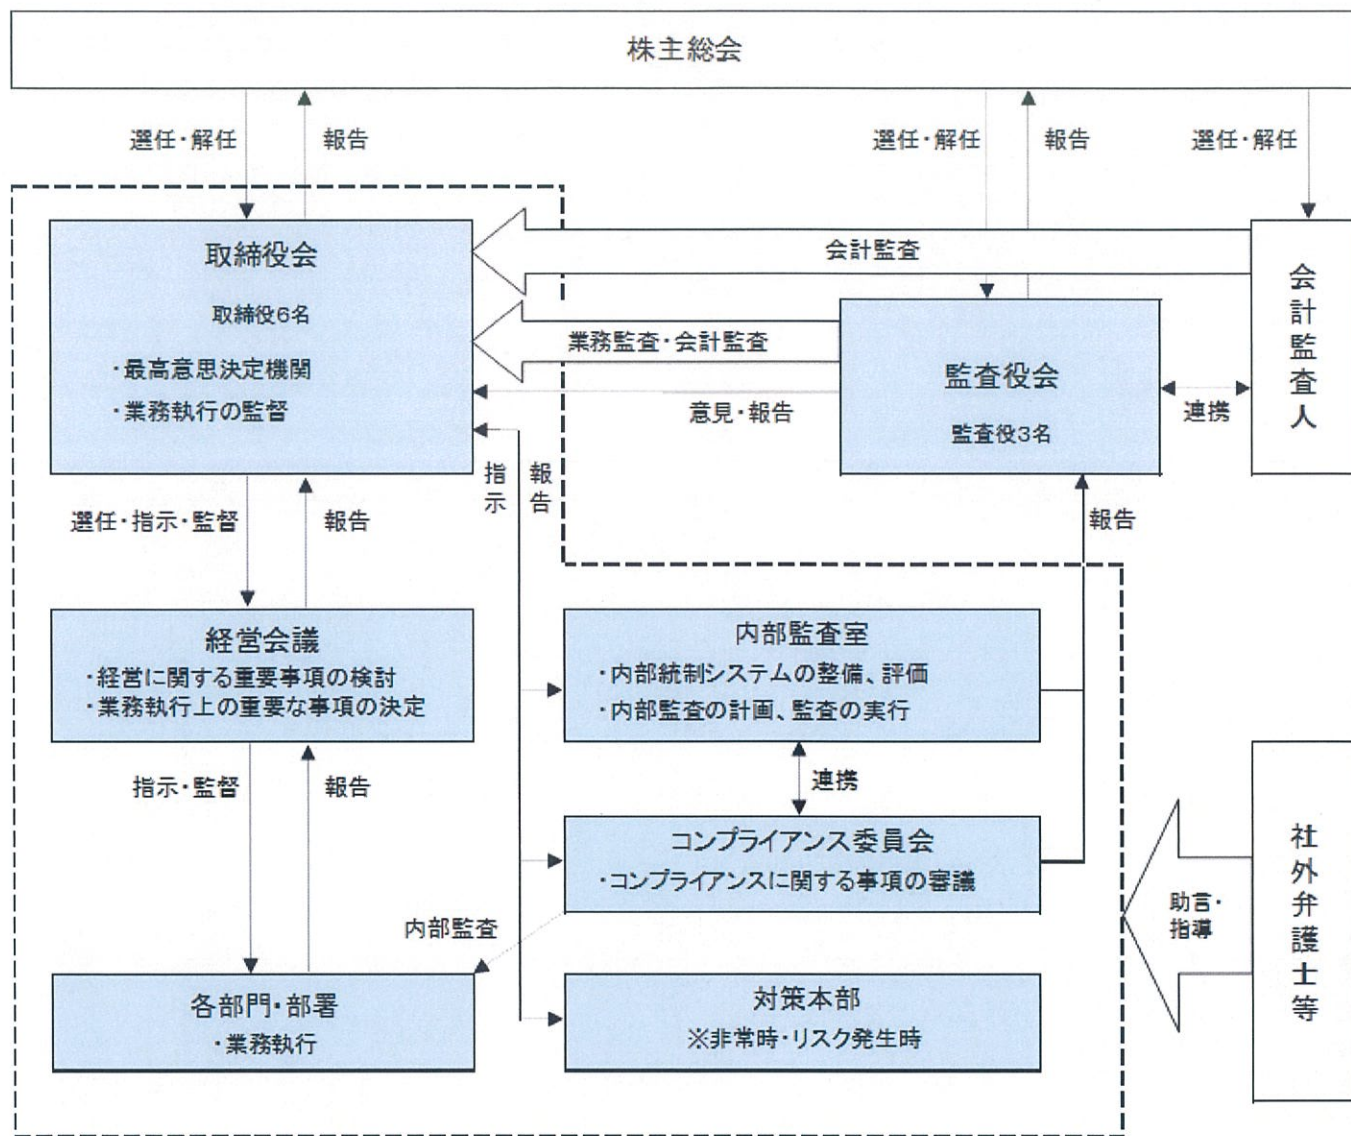 株主総会
選任・解任
報告
選任・解任
報告
選任・解任
取締役会
取締役6名
・最高意思決定機関
・業務執行の監督
会計監査
業務監査・会計監査
意見・報告
監査役会
監査役3名
連携
会計監査人
指示
報告
選任・指示・監督
報告
報告
経営会議
・経営に関する重要事項の検討
・業務執行上の重要な事項の決定
内部監査室
・内部統制システムの整備、評価
・内部監査の計画、監査の実行
指示・監督
報告
連携
コンプライアンス委員会
・コンプライアンスに関する事項の審議
内部監査
各部門・部署
・業務執行
対策本部
※非常時・リスク発生時
助言・
指導
社外弁護士等